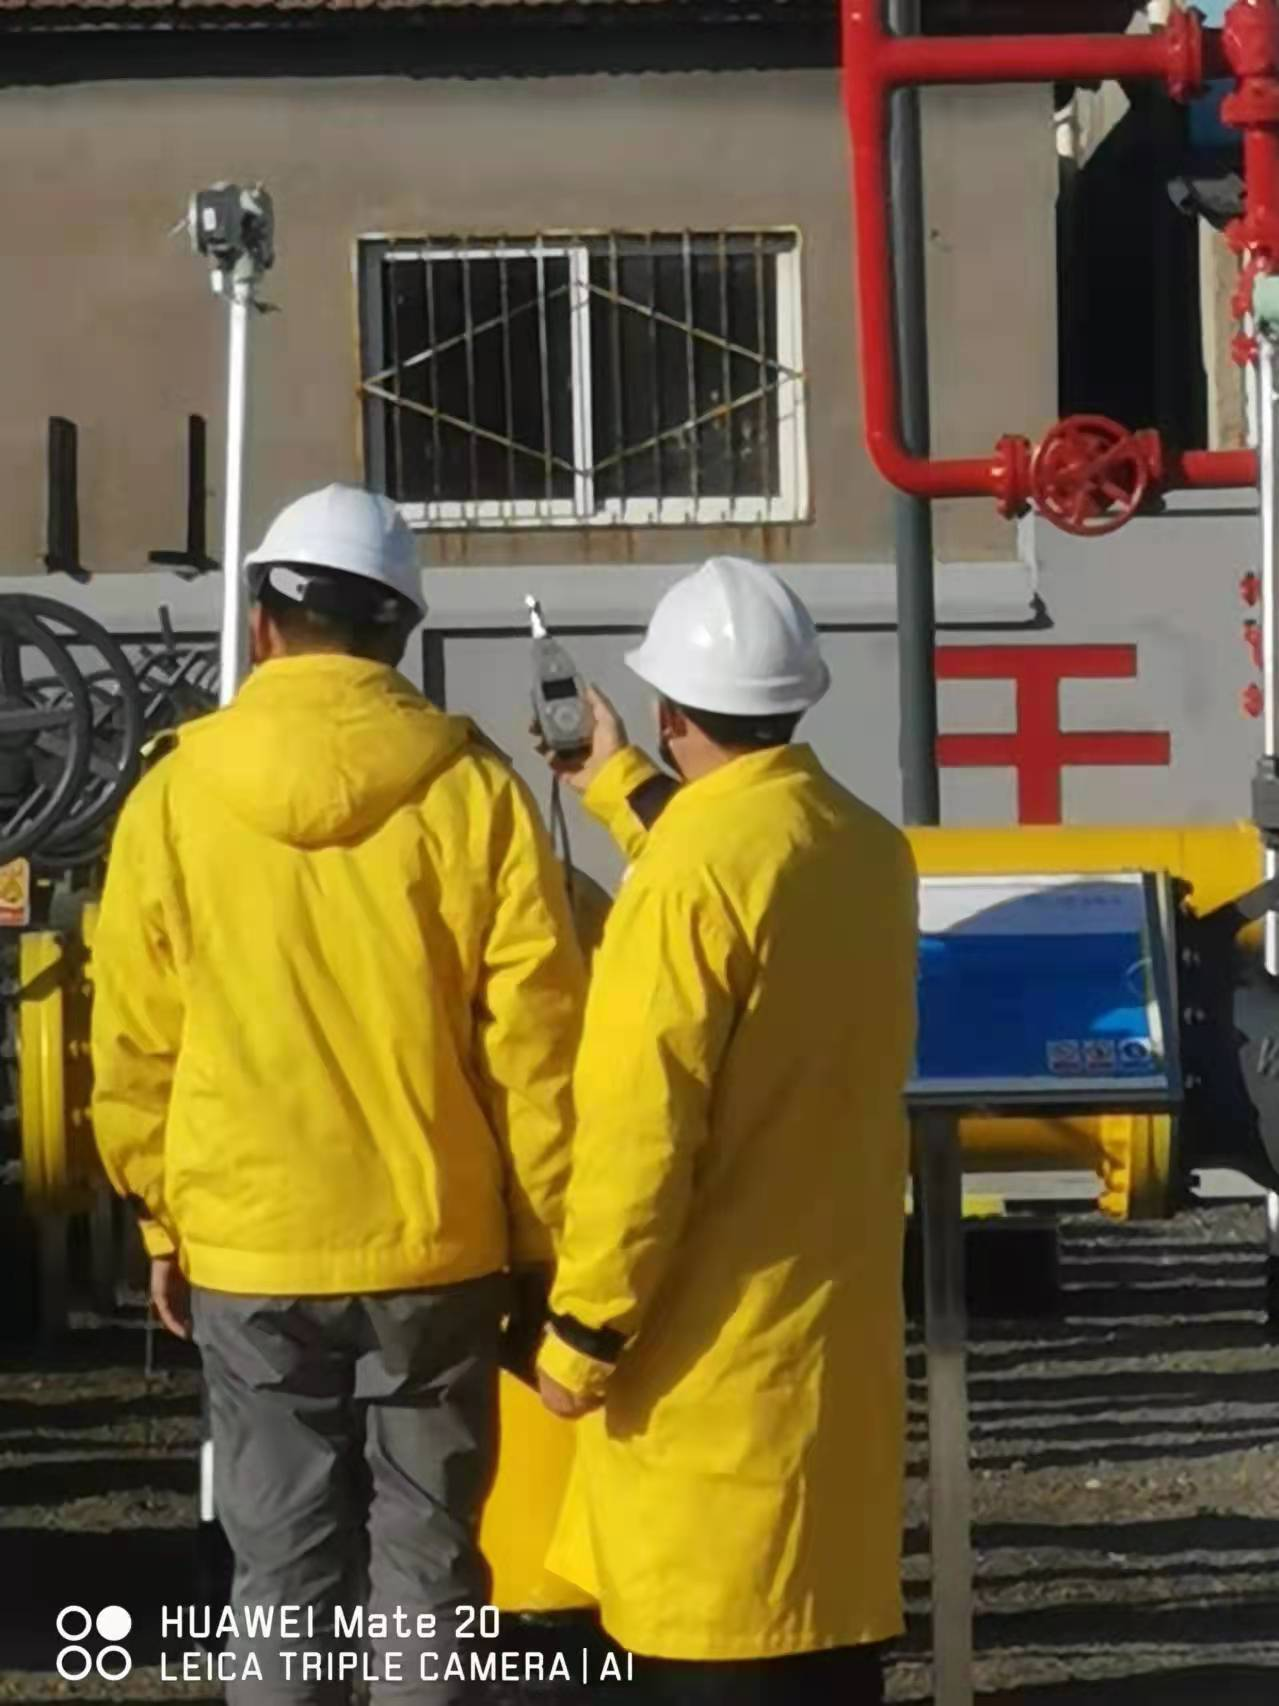 干
HUAWEI Mate 20
LEICA TRIPLE CAMERA | AI